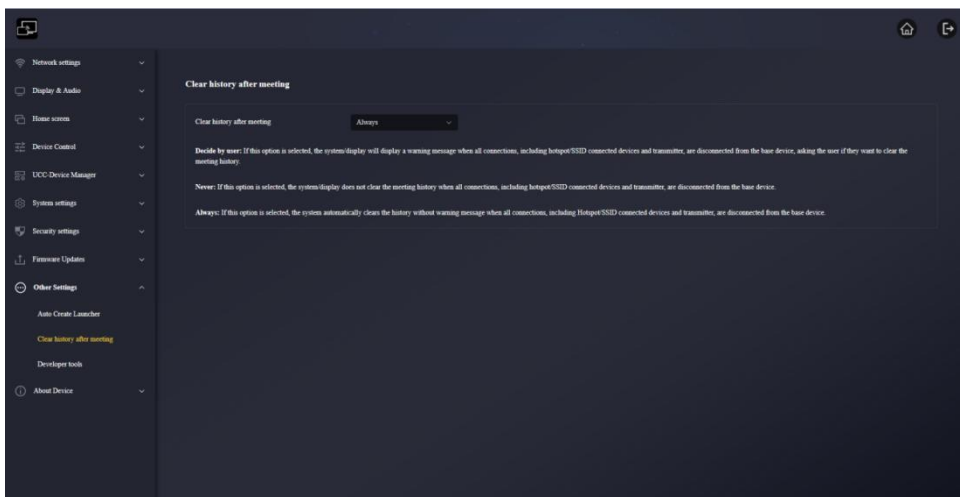 Network settings
Display & Audio
Home screen
Device Control
UCC-Device Manager
System settings
Security settings
Firmware Updates
Other Settings
Auto Create Launcher
Clear history after meeting
Developer tools
About Device
Clear history after meeting
Clear history after meeting Always
Decide by user: If this option is selected, the system/display will display a warning message when all connections, including hotspot/SSID connected devices and transmitter, are disconnected from the base device, asking the user if they want to clear the
meeting history.
Never: If this option is selected, the system/display does not clear the meeting history when all connections, including hotspot/SSID connected devices and transmitter, are disconnected from the base device.
Always: If this option is selected, the system automatically clears the history without warning message when all connections, including Hotspot/SSID connected devices and transmitter, are disconnected from the base device.